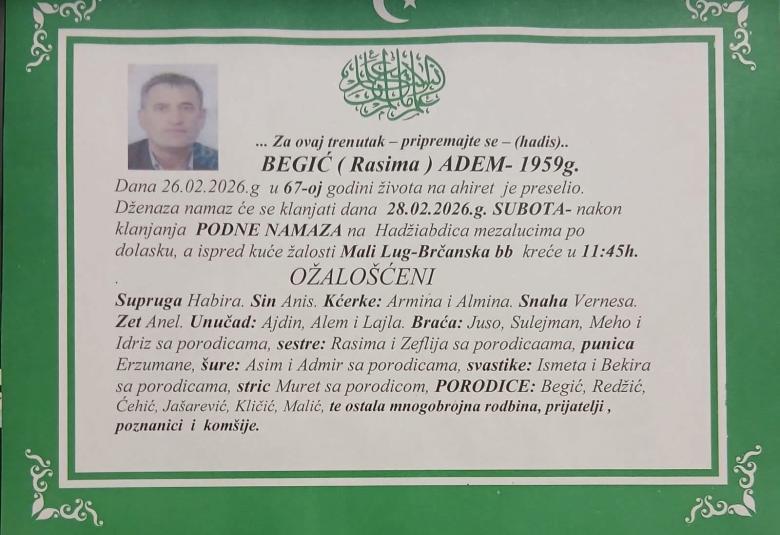 ... Za ovaj trenutak – pripremajte se – (hadis)..
BEGIĆ ( Rasima ) ADEM- 1959g.
Dana 26.02.2026.g u 67-oj godini života na ahiret je preselio.
Dženaza namaz će se klanjati dana 28.02.2026.g. SUBOTA- nakon
klanjanja PODNE NAMAZA na Hadžiabdica mezalucima po
dolasku, a ispred kuće žalosti Mali Lug-Brčanska bb kreće u 11:45h.
. OŽALOŠĆENI
Supruga Habira. Sin Anis. Kćerke: Armina i Almina. Snaha Vernesa.
Zet Anel. Unučad: Ajdin, Alem i Lajla. Braća: Juso, Sulejman, Meho i
Idriz sa porodicama, sestre: Rasima i Zeflija sa porodicaama, punica
Erzumane, šure: Asim i Admir sa porodicama, svastike: Ismeta i Bekira
sa porodicama, stric Muret sa porodicom, PORODICE: Begić, Redžić,
Ćehić, Jašarević, Kličić, Malić, te ostala mnogobrojna rodbina, prijatelji ,
poznanici i komšije.